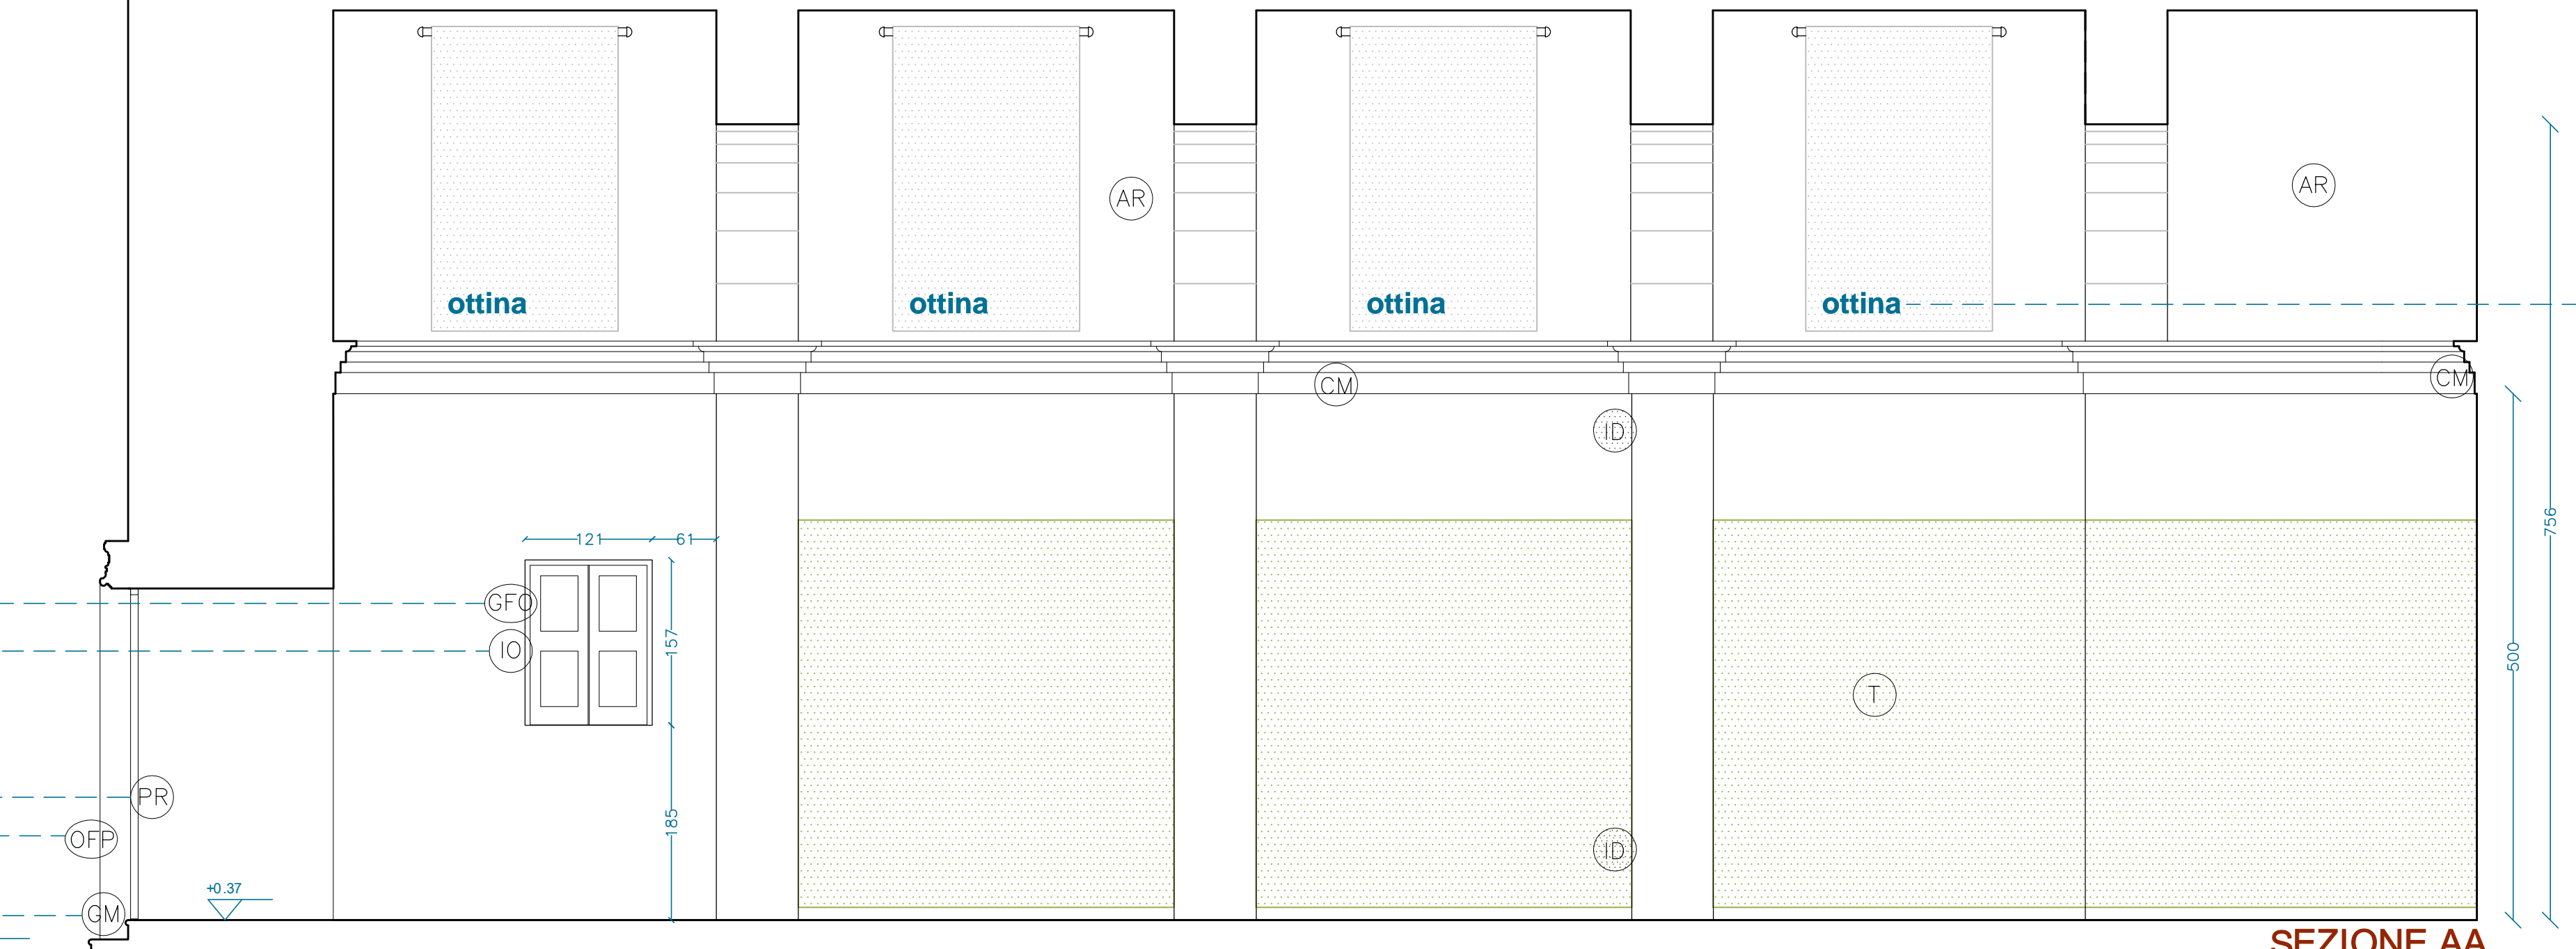 AR
AR
ottina
ottina
ottina
ottina
CM
CM
ID
756
121
61
GFO
157
IO
500
T
PR
185
OFP
ID
+0.37
GM
SEZIONE AA